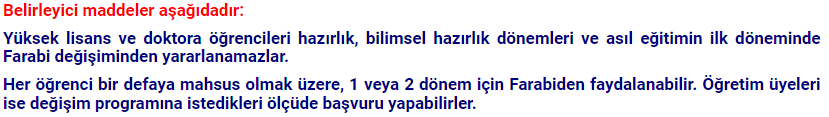 Belirleyici maddeler aşağıdadır:
Yüksek lisans ve doktora öğrencileri hazırlık, bilimsel hazırlık dönemleri ve asıl eğitimin ilk döneminde
Farabi değişiminden yararlanamazlar.
Her öğrenci bir defaya mahsus olmak üzere, 1 veya 2 dönem için Farabiden faydalanabilir. Öğretim üyeleri
ise değişim programına istedikleri ölçüde başvuru yapabilirler.